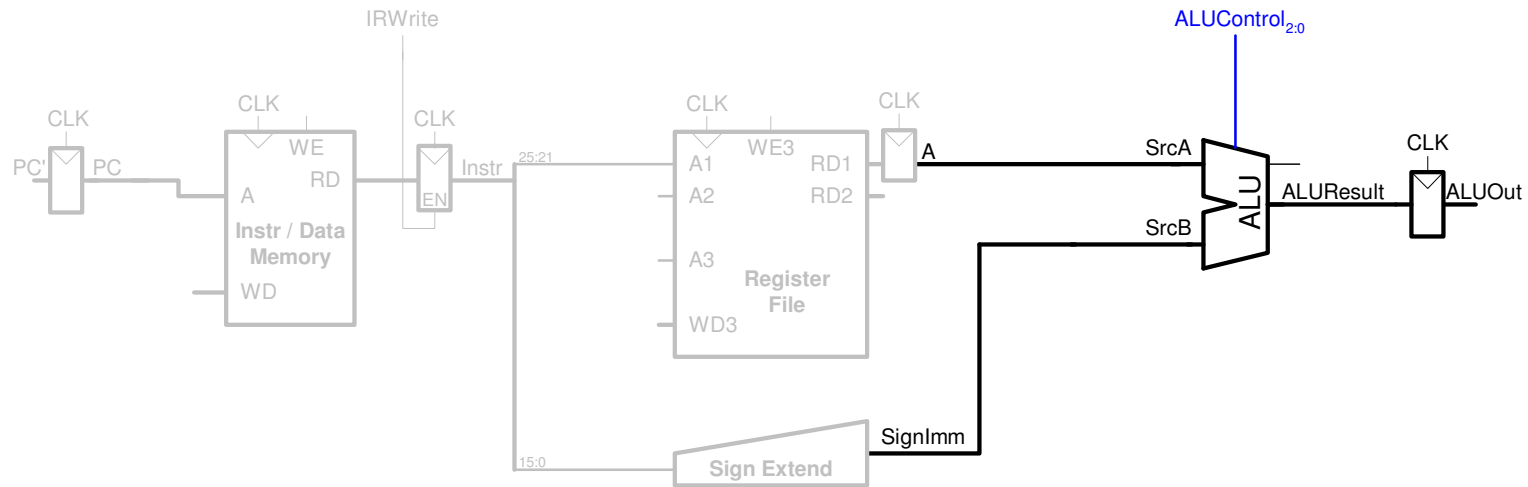 IRWrite
ALUControl2:0
CLK
CLK
CLK
CLK
CLK
CLK
PC'
PC
A
WE
RD
Instr / Data
Memory
WD
EN
Instr
25:21
A1
A2
A3
WD3
WE3
RD1
RD2
Register
File
A
SrcA
SrcB
ALU
ALUResult
ALUOut
SignImm
15:0
Sign Extend